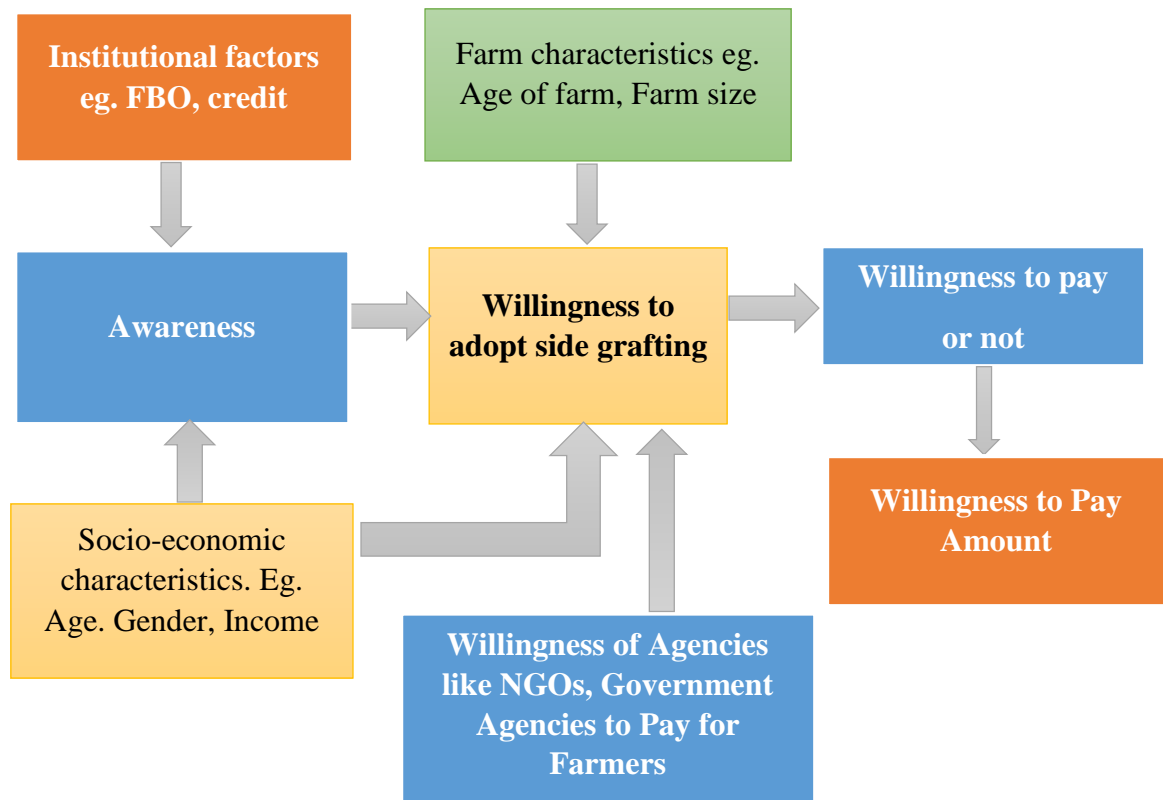 Institutional factors
eg. FBO, credit
Farm characteristics eg.
Age of farm, Farm size
Awareness
Willingness to
adopt side grafting
Willingness to pay
or not
Socio-economic
characteristics. Eg.
Age. Gender, Income
Willingness of Agencies
like NGOs, Government
Agencies to Pay for
Farmers
Willingness to Pay
Amount